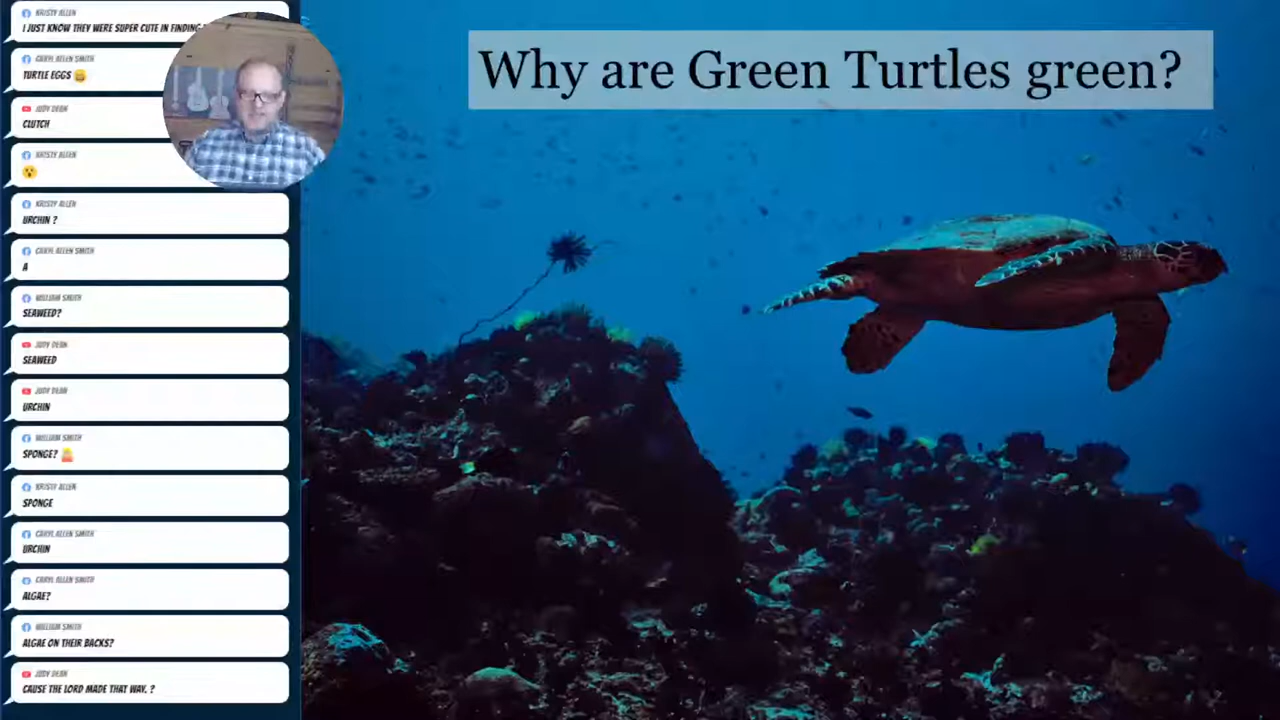 KRISTY ALLEN
I JUST KNOW THEY WERE SUPER CUTE IN FINDING
CARYL ALLEN SMITH
TURTLE EGGS 😄
JUDY DEAN
CLUTCH
KRISTY ALLEN
😮
KRISTY ALLEN
URCHIN ?
CARYL ALLEN SMITH
A
WILLIAM SMITH
SEAWEED?
JUDY DEAN
SEAWEED
JUDY DEAN
URCHIN
WILLIAM SMITH
SPONGE?
KRISTY ALLEN
SPONGE
CARYL ALLEN SMITH
URCHIN
CARYL ALLEN SMITH
ALGAE?
WILLIAM SMITH
ALGAE ON THEIR BACKS?
JUDY DEAN
CAUSE THE LORD MADE THAT WAY. ?
Why are Green Turtles green?